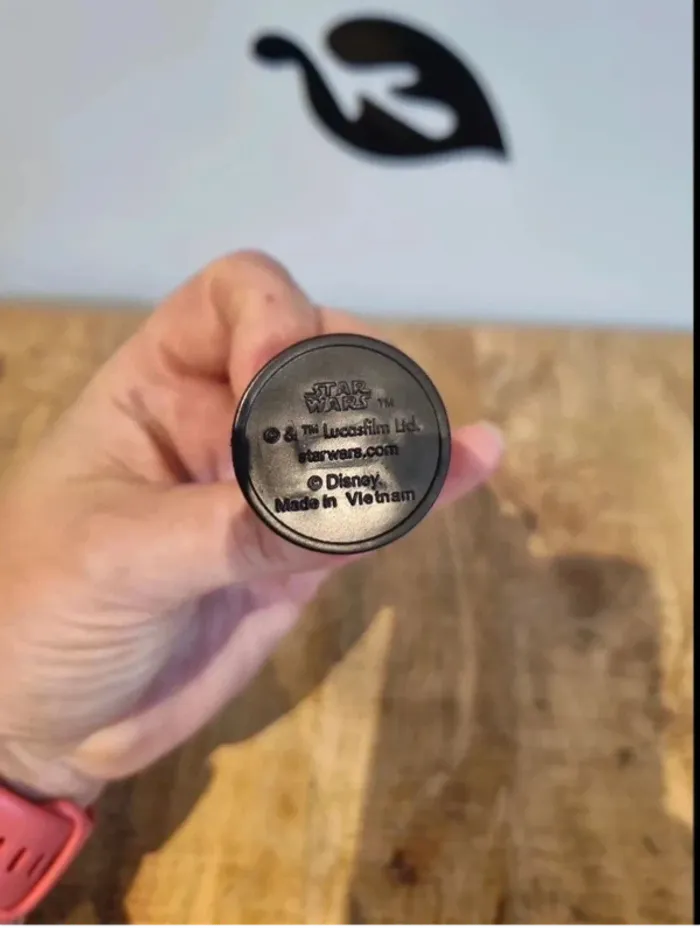 STAR
WARS ™
© & ™ Lucasfilm Ltd.
starwars.com
© Disney.
Made in Vietnam